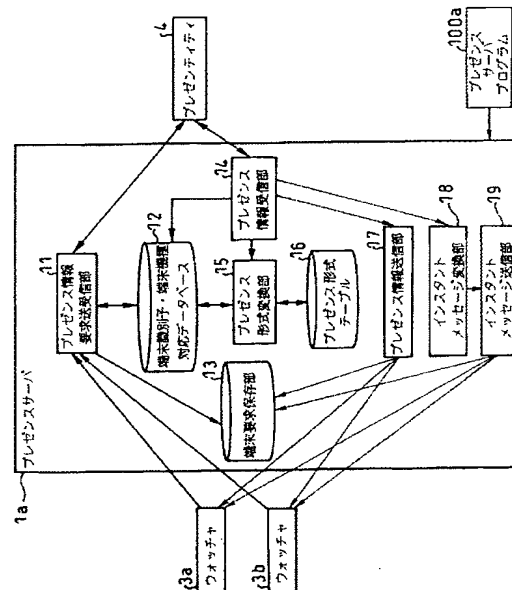 1a
プレゼンスサーバ
11
プレゼンス情報
要求送受信部
4
プレゼンティティ
12
端末識別子・端末機種
対応データベース
14
プレゼンス
情報受信部
13
端末要求保存部
15
プレゼンス
形式変換部
16
プレゼンス形式
テーブル
3a
ウォッチャ
3b
ウォッチャ
17
プレゼンス情報送信部
18
インスタント
メッセージ変換部
19
インスタント
メッセージ送信部
100a
プレゼンス
サーバ
プログラム